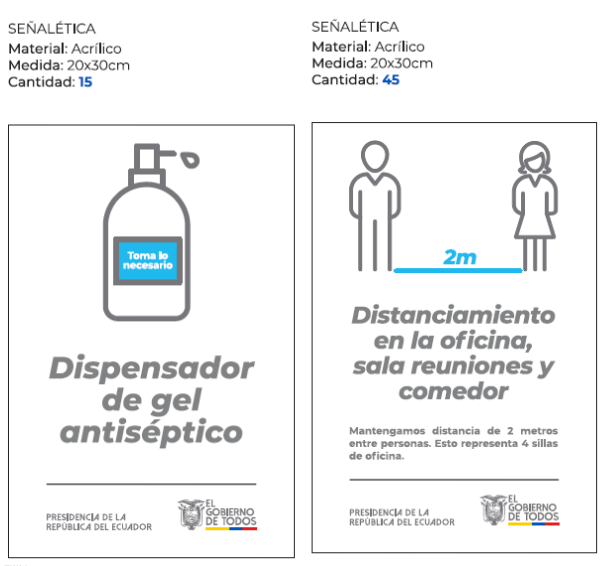 SEÑALÉTICA
Material: Acrílico
Medida: 20x30cm
Cantidad: 15
Toma lo
necesario
Dispensador
de gel
antiséptico
PRESIDENCIA DE LA
REPÚBLICA DEL ECUADOR
EL
GOBIERNO
DE TODOS
SEÑALÉTICA
Material: Acrílico
Medida: 20x30cm
Cantidad: 45
2m
Distanciamiento
en la oficina,
sala reuniones y
comedor
Mantengamos distancia de 2 metros
entre personas. Esto representa 4 sillas
de oficina.
PRESIDENCIA DE LA
REPÚBLICA DEL ECUADOR
EL
GOBIERNO
DE TODOS